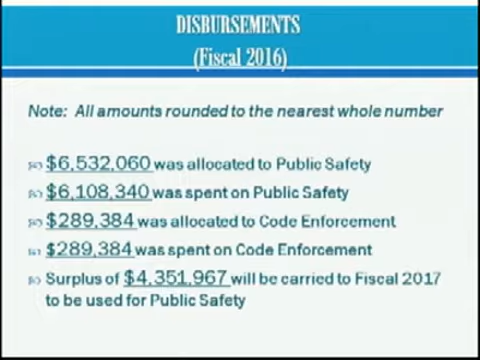 DISBURSEMENTS
(Fiscal 2016)
Note: All amounts rounded to the nearest whole number
$6,532,060 was allocated to Public Safety
$6,108,340 was spent on Public Safety
$289,384 was allocated to Code Enforcement
$289,384 was spent on Code Enforcement
Surplus of $4,351,967 will be carried to Fiscal 2017
to be used for Public Safety